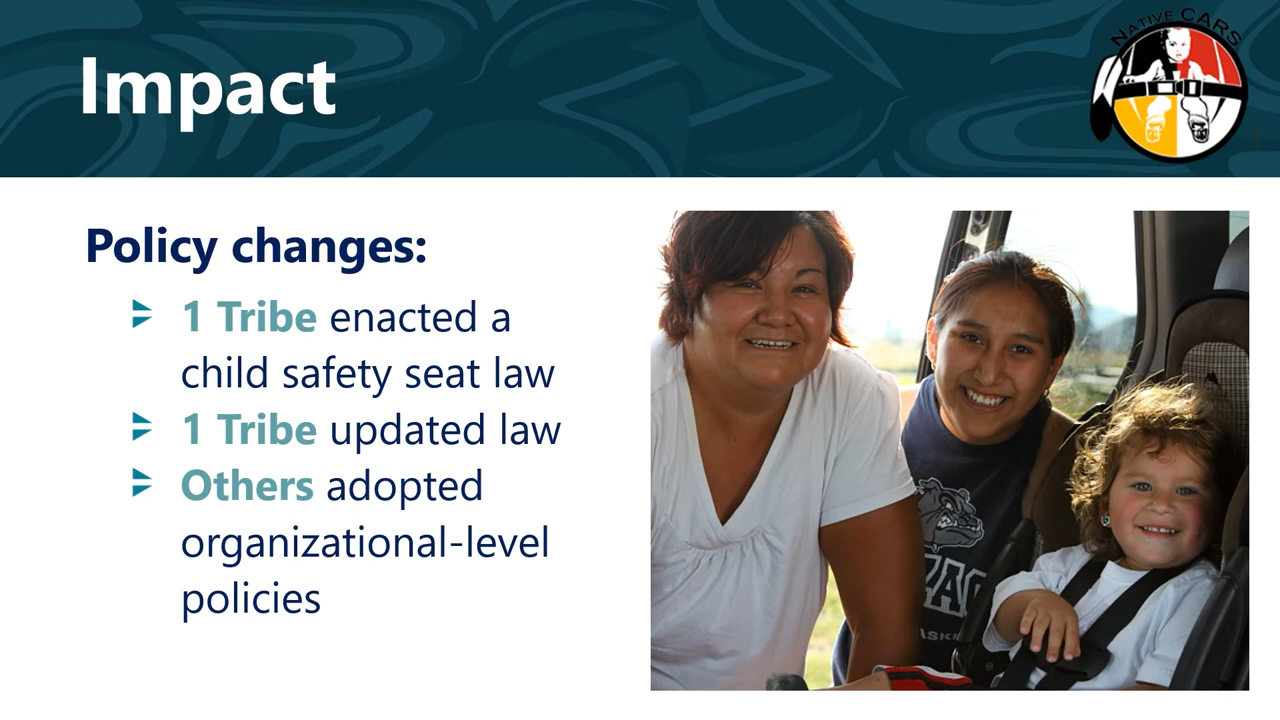 Impact
NATIVE CARS
Policy changes:
1 Tribe enacted a
child safety seat law
1 Tribe updated law
Others adopted
organizational-level
policies